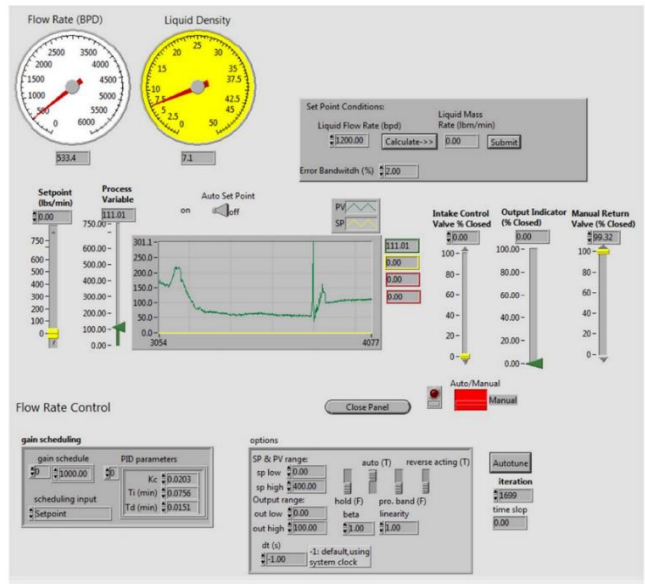 Flow Rate (BPD)
Liquid Density
2500 3000
2000 3500
1500 4000
1000 4500
500 5000
0 5500
6000
20 25 30
15 35
10 37.5
7.5 42.5
5 45
2.5 50
0
533.4
7.1
Set Point Conditions:
Liquid Flow Rate (bpd)
Liquid Mass
Rate (lbm/min)
1200.00 Calculate->> 0.00 Submit
Error Bandwitdh (%) 2.00
Setpoint
(lbs/min)
0.00
750
600
500
400
300
200
100
0
Process
Variable
111.01
750.00
600.00
500.00
400.00
300.00
200.00
100.00
0.00
Auto Set Point
on off
PV
SP
301.1
250.0
200.0
150.0
100.0
50.0
0.0
3054 4077
111.01
0.00
0.00
0.00
Intake Control
Valve % Closed
0.00
100
80
60
40
20
0
Output Indicator
(% Closed)
0.00
100.00
80.00
60.00
40.00
20.00
0.00
Manual Return
Valve (% Closed)
99.32
100
80
60
40
20
0
Auto/Manual
Manual
Flow Rate Control
Close Panel
gain scheduling
gain schedule
0 1000.00
scheduling input
Setpoint
PID parameters
0
Kc 0.0203
Ti (min) 0.0756
Td (min) 0.0151
options
SP & PV range:
sp low 0.00
sp high 400.00
Output range:
out low 0.00
out high 100.00
dt (s)
-1.00
-1: default,using
system clock
auto (T) reverse acting (T)
hold (F) pro. band (F)
beta linearity
1.00 1.00
Autotune
iteration
1699
time slop
0.00